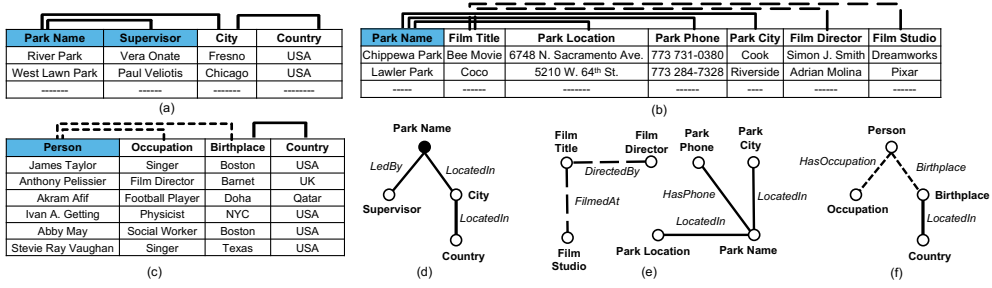 Park Name Supervisor City Country
River Park Vera Onate Fresno USA
West Lawn Park Paul Veliotis Chicago USA
------- ------ ------- --------
(a)
Park Name Film Title Park Location Park Phone Park City Film Director Film Studio
Chippewa Park Bee Movie 6748 N. Sacramento Ave. 773 731-0380 Cook Simon J. Smith Dreamworks
Lawler Park Coco 5210 W. 64th St. 773 284-7328 Riverside Adrian Molina Pixar
----- ---- ------- ----- ---- ------ ------
(b)
Person Occupation Birthplace Country
James Taylor Singer Boston USA
Anthony Pelissier Film Director Barnet UK
Akram Afif Football Player Doha Qatar
Ivan A. Getting Physicist NYC USA
Abby May Social Worker Boston USA
Stevie Ray Vaughan Singer Texas USA
(c)
Park Name
LedBy
LocatedIn
Supervisor
City
LocatedIn
Country
(d)
Film
Title
Film
Director
DirectedBy
FilmedAt
Film
Studio
Park
Phone
Park
City
HasPhone
LocatedIn
LocatedIn
Park Location
Park Name
(e)
Person
HasOccupation
Birthplace
Occupation
Birthplace
LocatedIn
Country
(f)